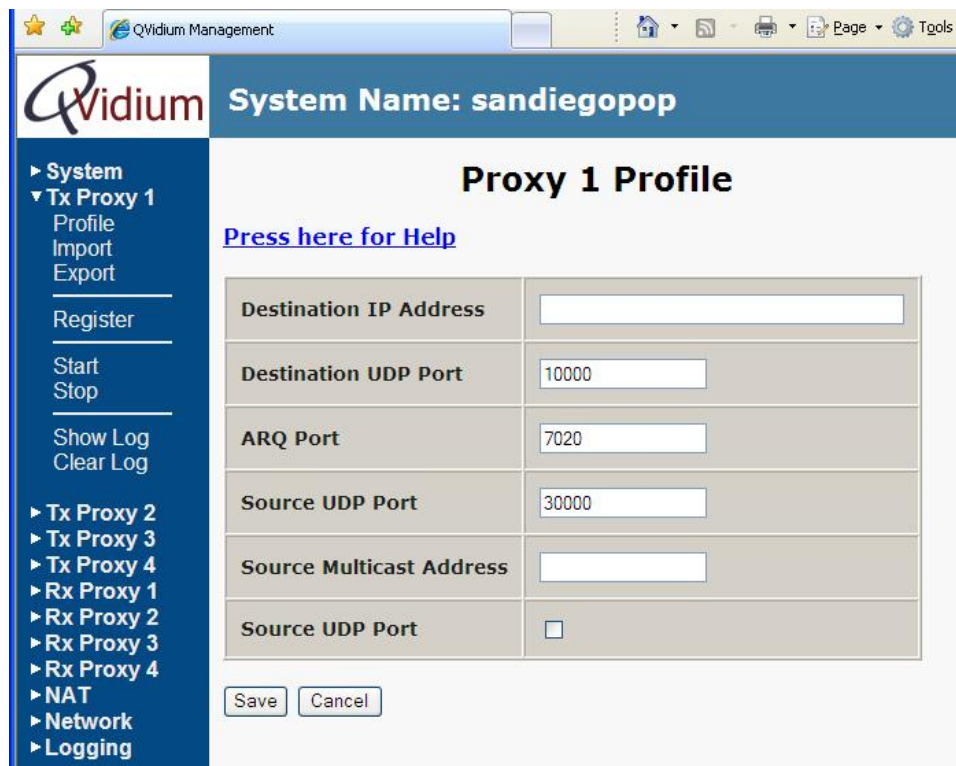 QVidium Management
Page
Tools
QVidium
System Name: sandiegopop
System
Tx Proxy 1
Profile
Import
Export
Register
Start
Stop
Show Log
Clear Log
Tx Proxy 2
Tx Proxy 3
Tx Proxy 4
Rx Proxy 1
Rx Proxy 2
Rx Proxy 3
Rx Proxy 4
NAT
Network
Logging
Proxy 1 Profile
Press here for Help
Destination IP Address
Destination UDP Port 10000
ARQ Port 7020
Source UDP Port 30000
Source Multicast Address
Source UDP Port
Save Cancel